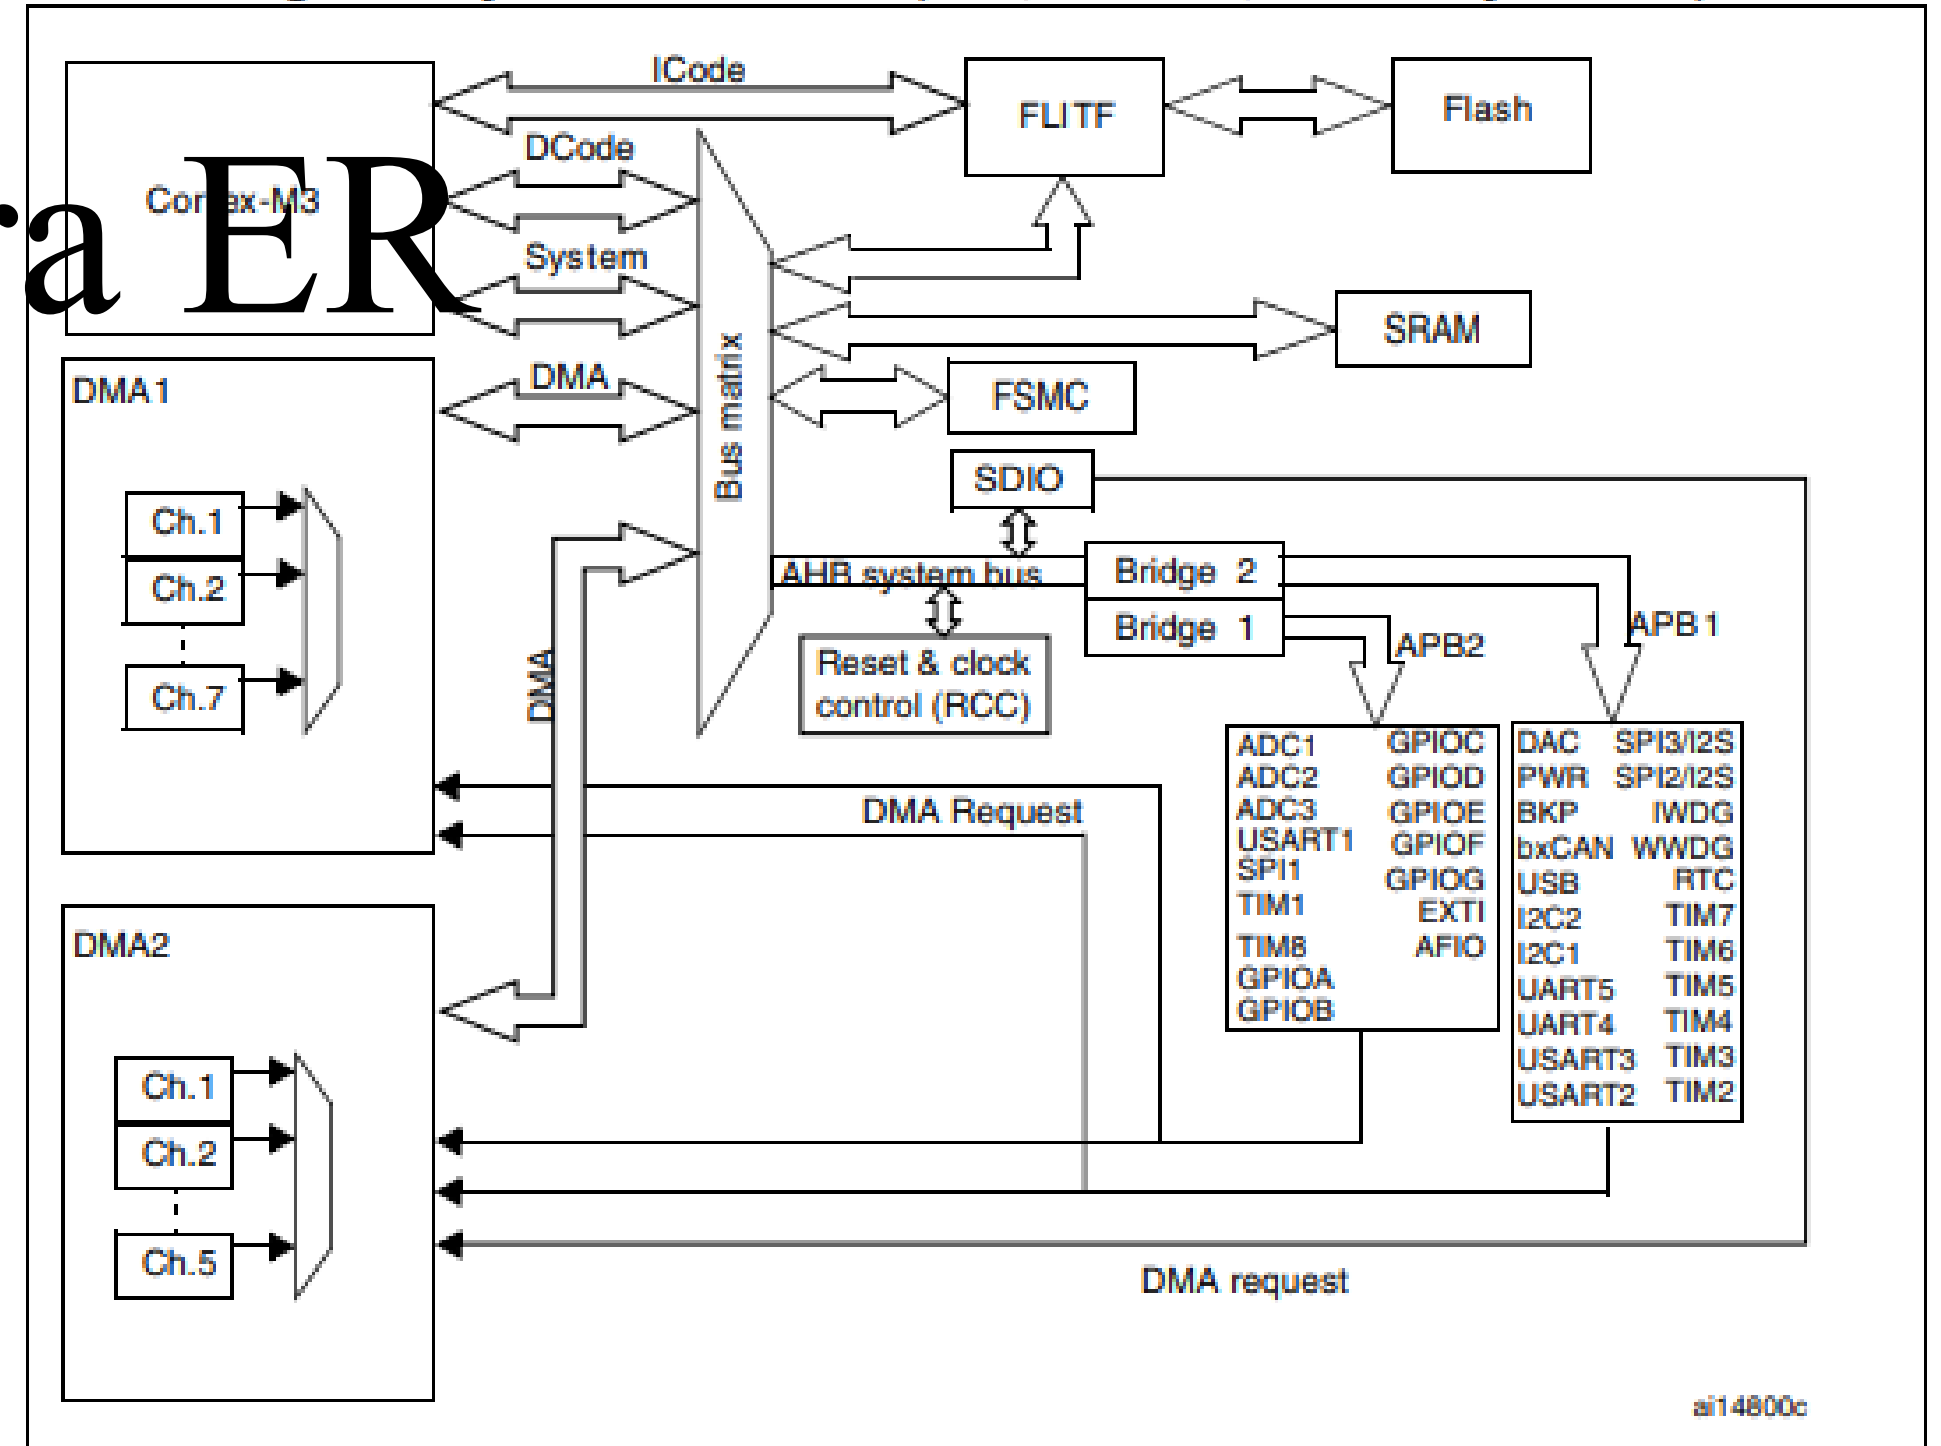 ICode
FLITF
Flash
DCode
Cortex-M3
ra ER
System
SRAM
DMA
FSMC
Bus matrix
DMA1
SDIO
Ch.1
Ch.2
Ch.7
AHB system bus
Bridge 2
Bridge 1
APB2
APB1
Reset & clock
control (RCC)
DMA
ADC1 GPIOC
ADC2 GPIOD
ADC3 GPIOE
USART1 GPIOF
SPI1 GPIOG
TIM1 EXTI
TIM8 AFIO
GPIOA
GPIOB
DAC SPI3/I2S
PWR SPI2/I2S
BKP IWDG
bxCAN WWDG
USB RTC
I2C2 TIM7
I2C1 TIM6
UART5 TIM5
UART4 TIM4
USART3 TIM3
USART2 TIM2
DMA Request
DMA2
Ch.1
Ch.2
Ch.5
DMA request
ai14800c